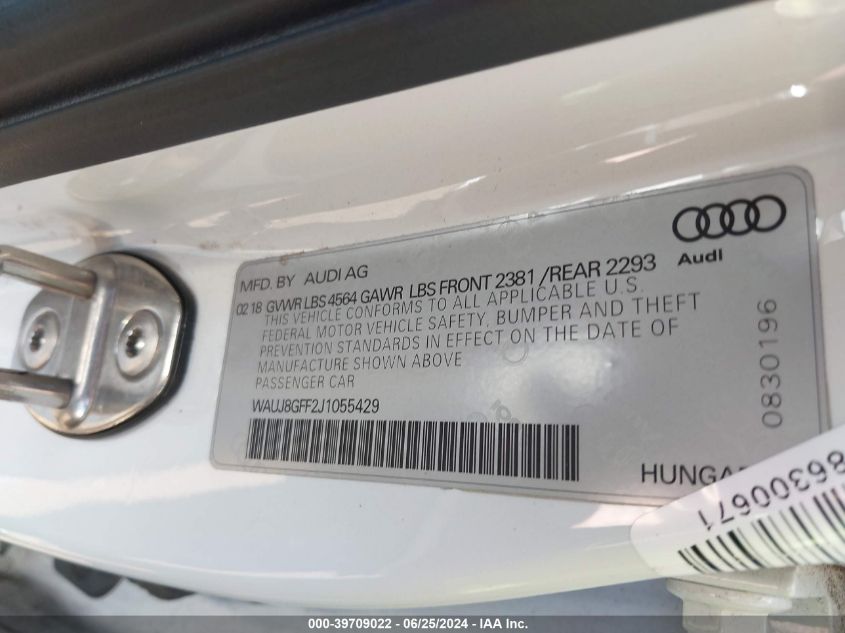 Audi
MFD. BY AUDI AG
02 18 GVWR LBS 4564 GAWR LBS FRONT 2381 /REAR 2293
THIS VEHICLE CONFORMS TO ALL APPLICABLE U.S.
FEDERAL MOTOR VEHICLE SAFETY, BUMPER AND THEFT
PREVENTION STANDARDS IN EFFECT ON THE DATE OF
MANUFACTURE SHOWN ABOVE
PASSENGER CAR
WAUJ8GFF2J1055429
0830196
86300671
000-39709022 - 06/25/2024 - IAA Inc.